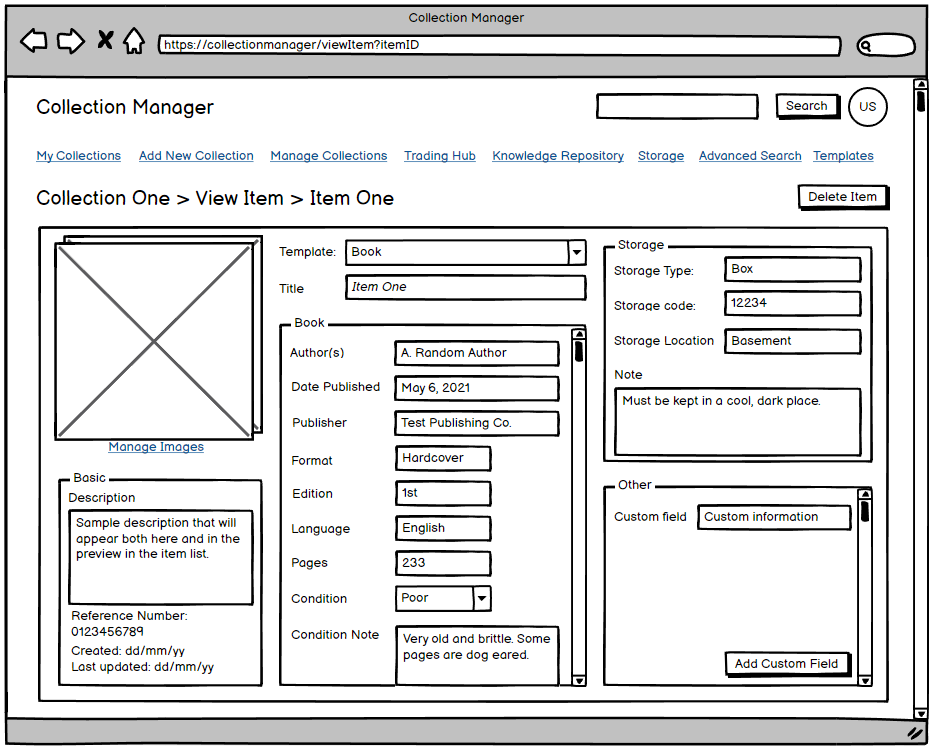 Collection Manager
https://collectionmanager/viewItem?itemID
Collection Manager
Search
US
My Collections
Add New Collection
Manage Collections
Trading Hub
Knowledge Repository
Storage
Advanced Search
Templates
Collection One > View Item > Item One
Delete Item
Manage Images
Basic
Description
Sample description that will
appear both here and in the
preview in the item list.
Reference Number:
0123456789
Created: dd/mm/yy
Last updated: dd/mm/yy
Template: Book
Title Item One
Book
Author(s) A. Random Author
Date Published May 6, 2021
Publisher Test Publishing Co.
Format Hardcover
Edition 1st
Language English
Pages 233
Condition Poor
Condition Note Very old and brittle. Some
pages are dog eared.
Storage
Storage Type: Box
Storage code: 12234
Storage Location Basement
Note
Must be kept in a cool, dark place.
Other
Custom field Custom information
Add Custom Field